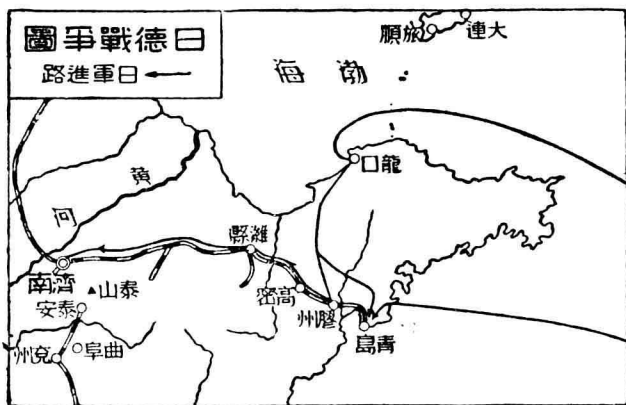 日德戰爭圖
日軍進路
大連
旅順
渤海
龍口
黃河
濰縣
濟南
泰山
泰安
高密
膠州
青島
曲阜
兗州